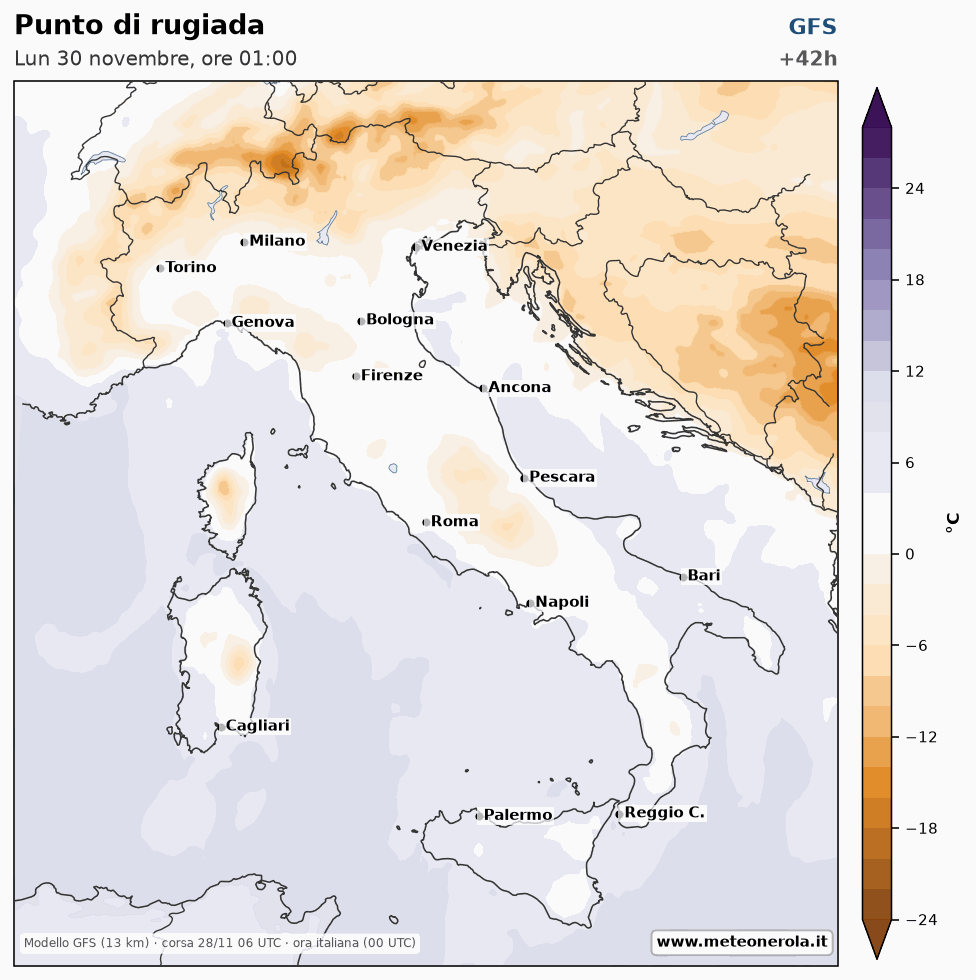 Punto di rugiada
GFS
Lun 30 novembre, ore 01:00
+42h
Milano
Venezia
Torino
Genova
Bologna
Firenze
Ancona
Pescara
Roma
Bari
Napoli
Cagliari
Palermo
Reggio C.
24
18
12
6
0
−6
−12
−18
−24
°C
Modello GFS (13 km) · corsa 28/11 06 UTC · ora italiana (00 UTC)
www.meteonerola.it